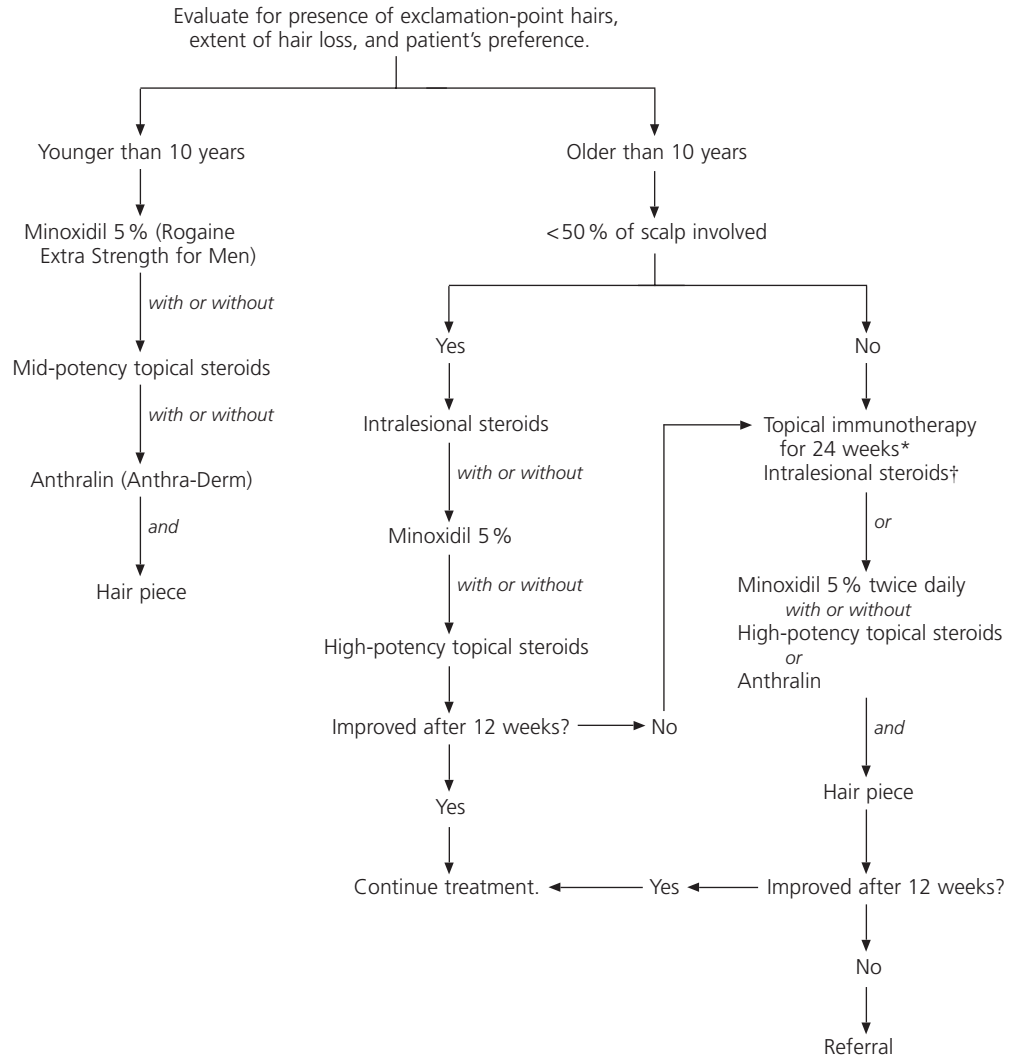 Evaluate for presence of exclamation-point hairs,
extent of hair loss, and patient's preference.
Younger than 10 years
Minoxidil 5% (Rogaine
Extra Strength for Men)
with or without
Mid-potency topical steroids
with or without
Anthralin (Anthra-Derm)
and
Hair piece
Older than 10 years
<50% of scalp involved
Yes
Intralesional steroids
with or without
Minoxidil 5%
with or without
High-potency topical steroids
Improved after 12 weeks?
No
Yes
Continue treatment.
No
Topical immunotherapy
for 24 weeks*
Intralesional steroids†
or
Minoxidil 5% twice daily
with or without
High-potency topical steroids
or
Anthralin
and
Hair piece
Improved after 12 weeks?
Yes
No
Referral